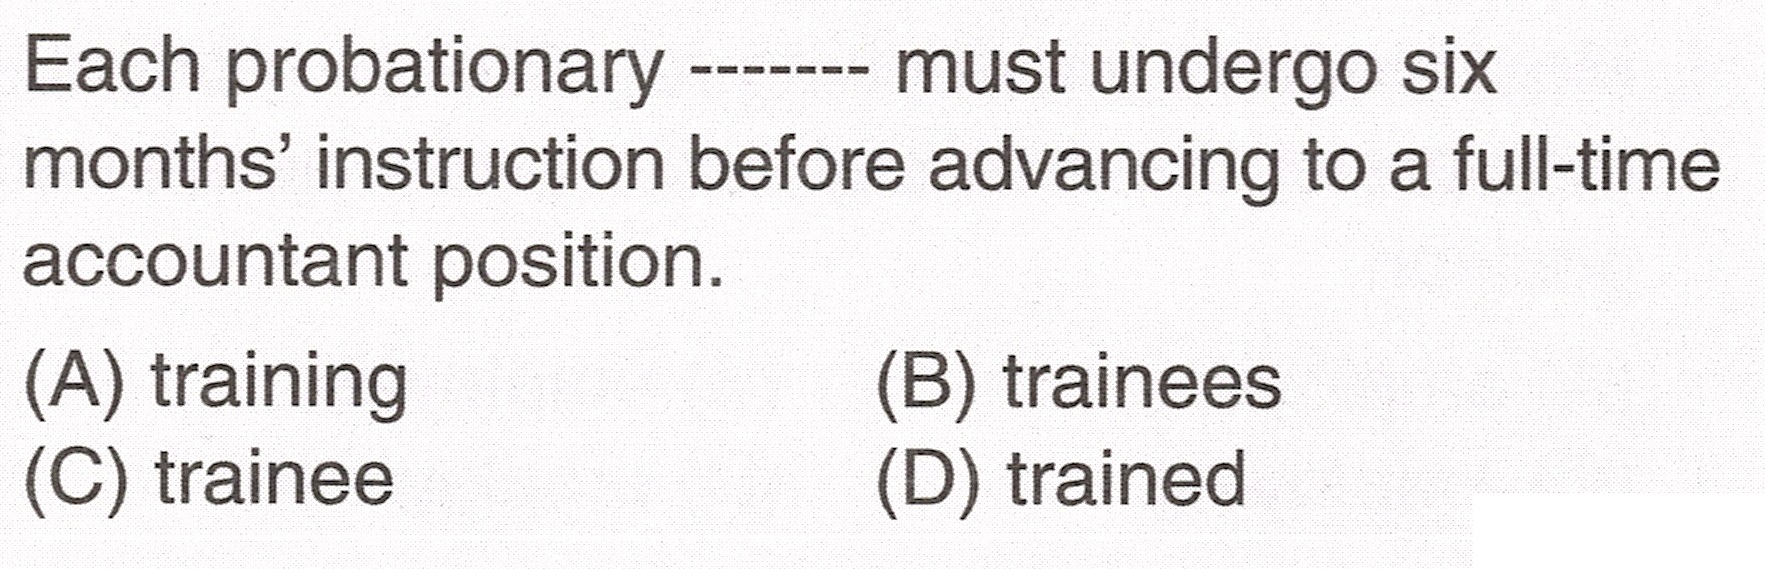 Each probationary ------- must undergo six
months’ instruction before advancing to a full-time
accountant position.
(A) training (B) trainees
(C) trainee (D) trained